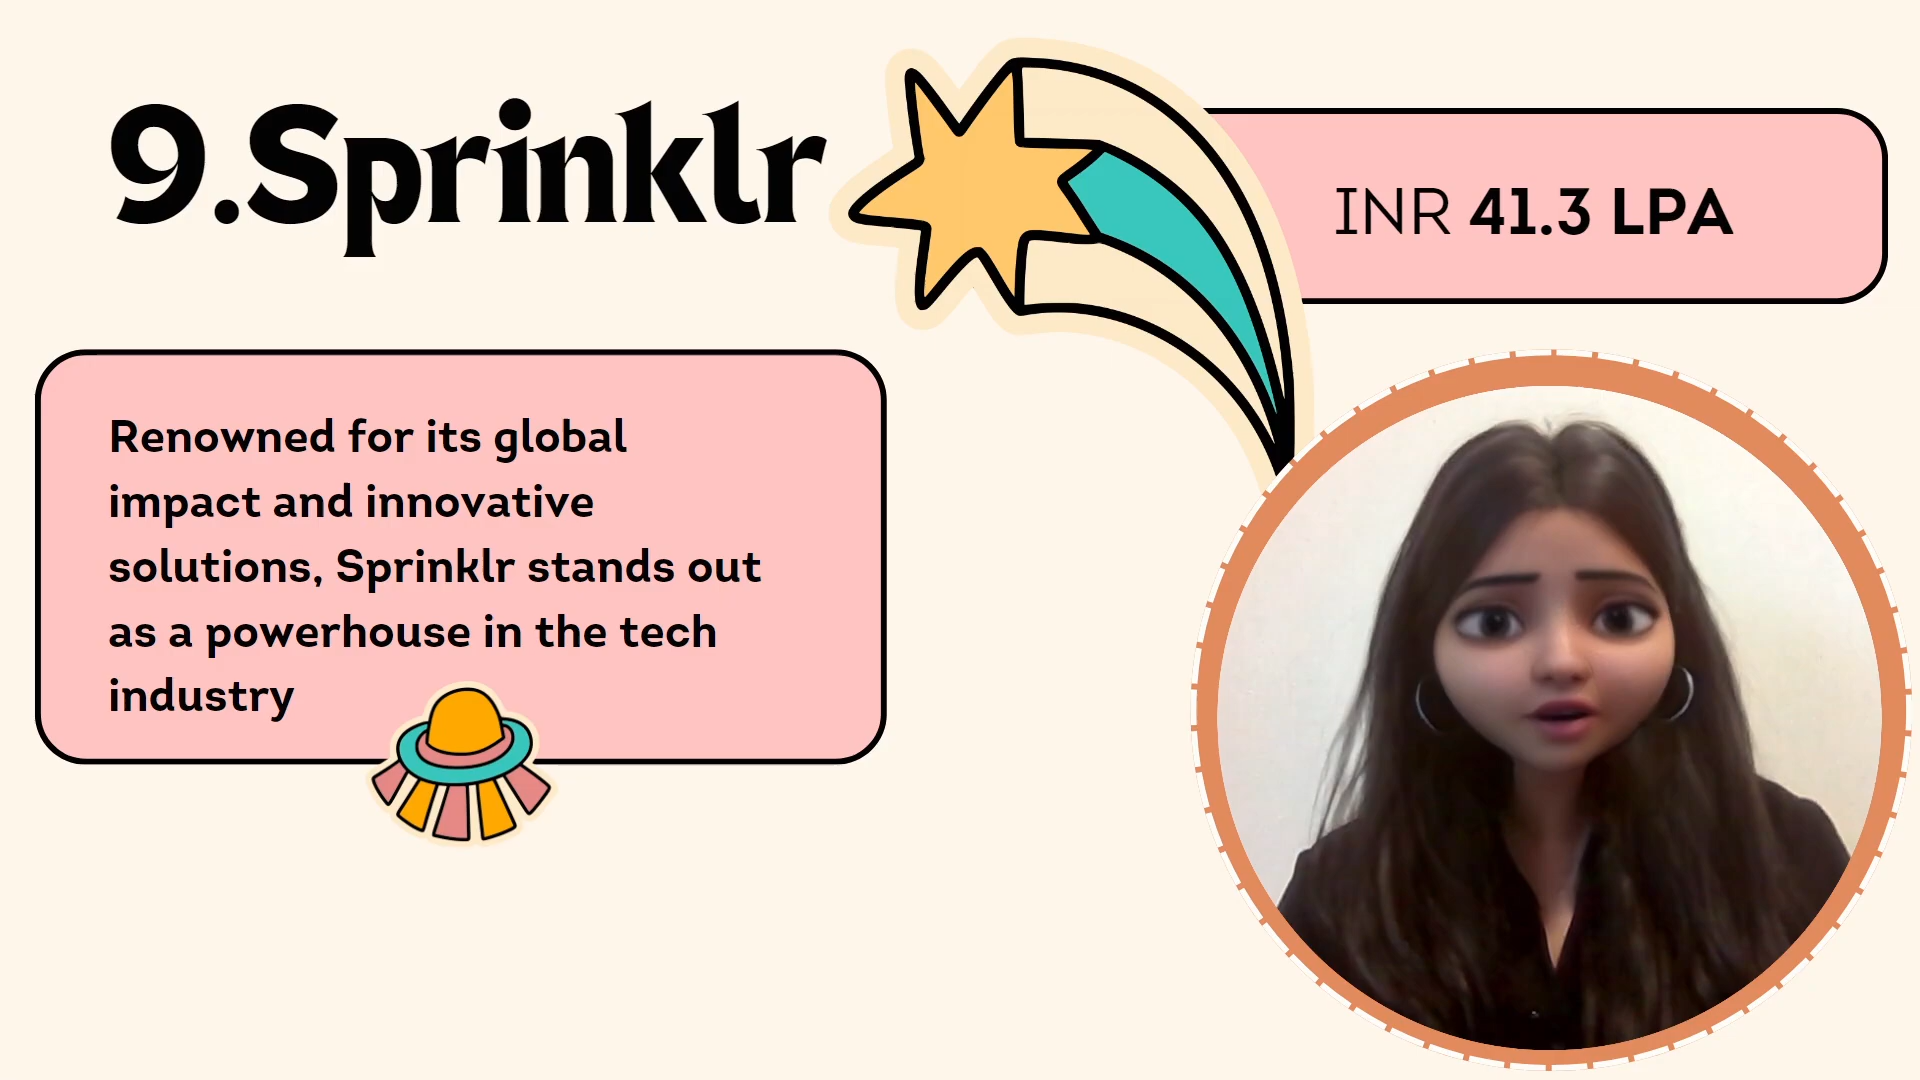 9.Sprinklr
INR 41.3 LPA
Renowned for its global
impact and innovative
solutions, Sprinklr stands out
as a powerhouse in the tech
industry